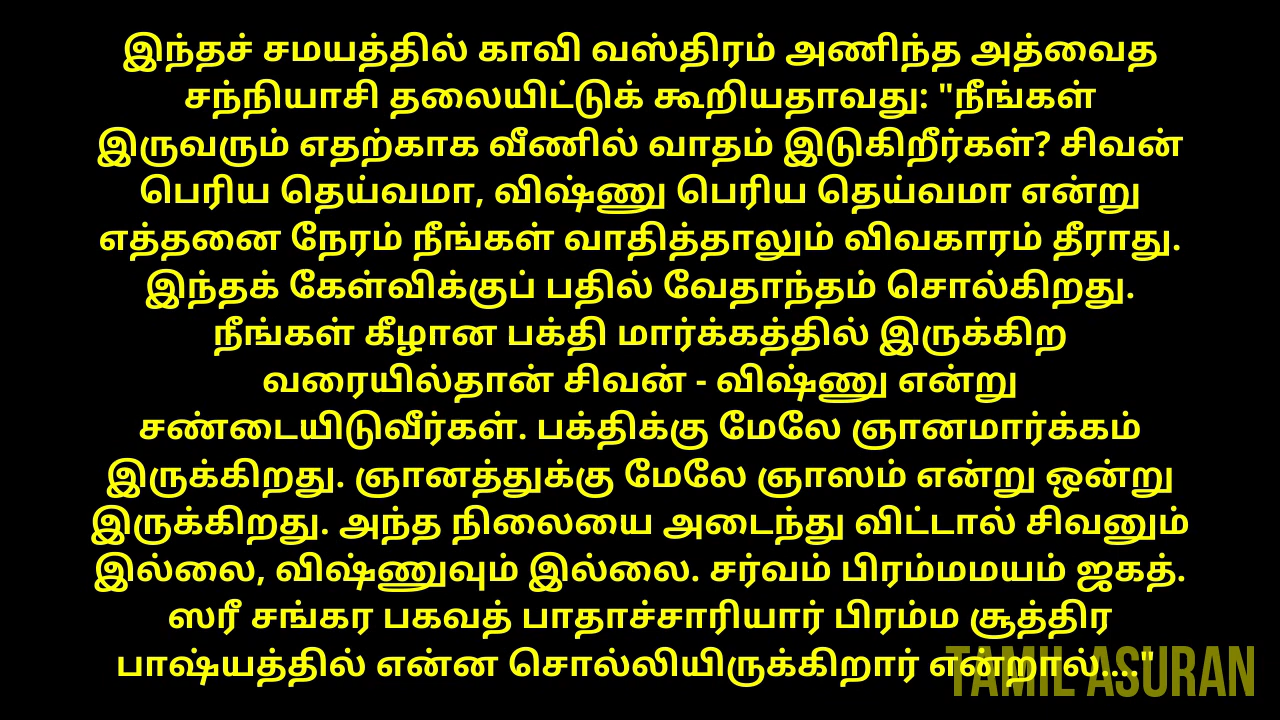 இந்தச் சமயத்தில் காவி வஸ்திரம் அணிந்த அத்வைத
சந்நியாசி தலையிட்டுக் கூறியதாவது: "நீங்கள்
இருவரும் எதற்காக வீணில் வாதம் இடுகிறீர்கள்? சிவன்
பெரிய தெய்வமா, விஷ்ணு பெரிய தெய்வமா என்று
எத்தனை நேரம் நீங்கள் வாதித்தாலும் விவகாரம் தீராது.
இந்தக் கேள்விக்குப் பதில் வேதாந்தம் சொல்கிறது.
நீங்கள் கீழான பக்தி மார்க்கத்தில் இருக்கிற
வரையில்தான் சிவன் - விஷ்ணு என்று
சண்டையிடுவீர்கள். பக்திக்கு மேலே ஞானமார்க்கம்
இருக்கிறது. ஞானத்துக்கு மேலே ஞாஸம் என்று ஒன்று
இருக்கிறது. அந்த நிலையை அடைந்து விட்டால் சிவனும்
இல்லை, விஷ்ணுவும் இல்லை. சர்வம் பிரம்மமயம் ஜகத்.
ஸரீ சங்கர பகவத் பாதாச்சாரியார் பிரம்ம சூத்திர
பாஷ்யத்தில் என்ன சொல்லியிருக்கிறார் என்றால்...."
TAMIL ASURAN